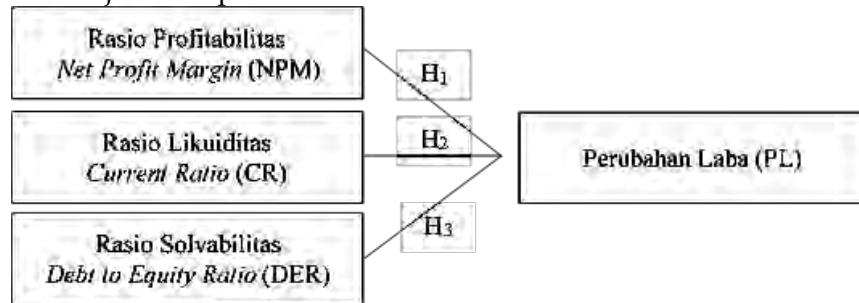 Rasio Profitabilitas
Net Profit Margin (NPM)
H1
Rasio Likuiditas
Current Ratio (CR)
H2
Perubahan Laba (PL)
Rasio Solvabilitas
Debt to Equity Ratio (DER)
H3